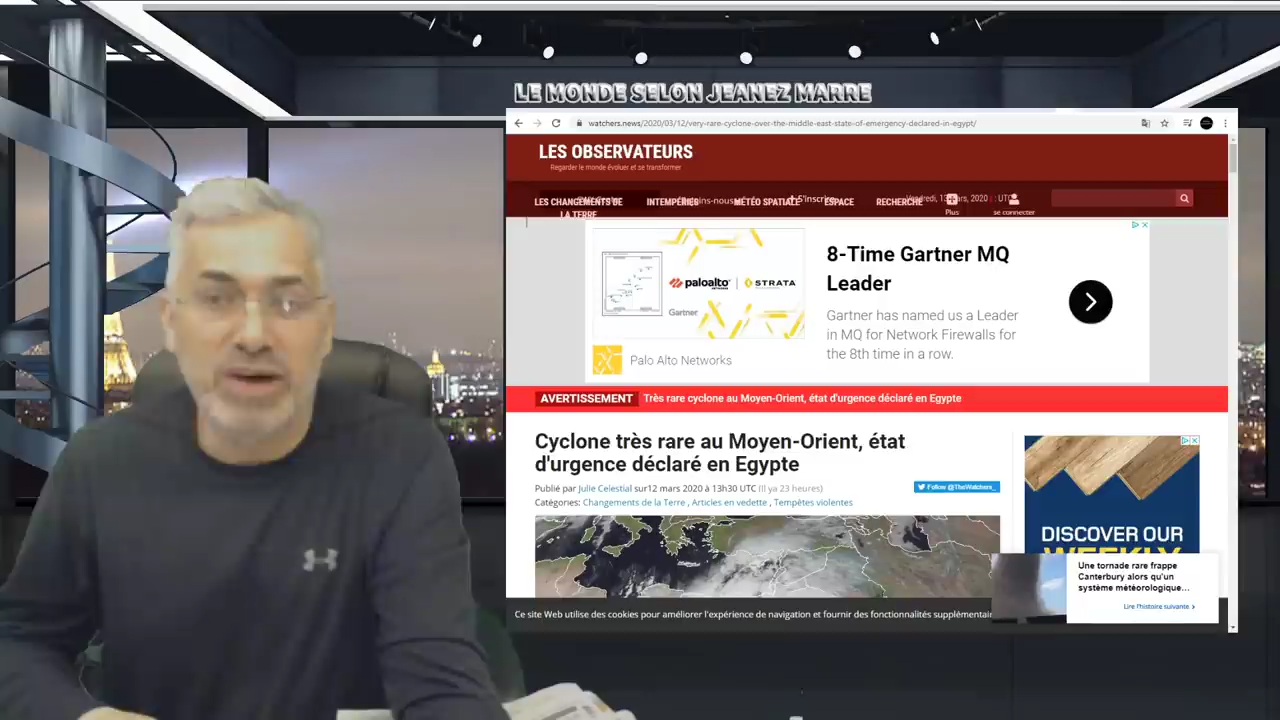 LE MONDE SELON JEANEZ MARRE
watchers.news/2020/03/12/very-rare-cyclone-over-the-middle-east-state-of-emergency-declared-in-egypt/
LES OBSERVATEURS
Regarder le monde évoluer et se transformer
LES CHANGEMENTS DE LA TERRE
INTEMPÉRIES
MÉTÉO SPATIALE
S'inscrire
ESPACE
RECHERCHE
Plus
se connecter
paloalto
NETWORKS
STRATA
Gartner
8-Time Gartner MQ
Leader
Gartner has named us a Leader
in MQ for Network Firewalls for
the 8th time in a row.
Palo Alto Networks
AVERTISSEMENT Très rare cyclone au Moyen-Orient, état d'urgence déclaré en Egypte
Cyclone très rare au Moyen-Orient, état
d'urgence déclaré en Egypte
Publié par Julie Celestial sur12 mars 2020 à 13h30 UTC (Il ya 23 heures)
Follow @TheWatchers_
Catégories: Changements de la Terre , Articles en vedette , Tempêtes violentes
DISCOVER OUR
WEEKLY
Une tornade rare frappe
Canterbury alors qu'un
système météorologique...
Lire l'histoire suivante >
Ce site Web utilise des cookies pour améliorer l'expérience de navigation et fournir des fonctionnalités